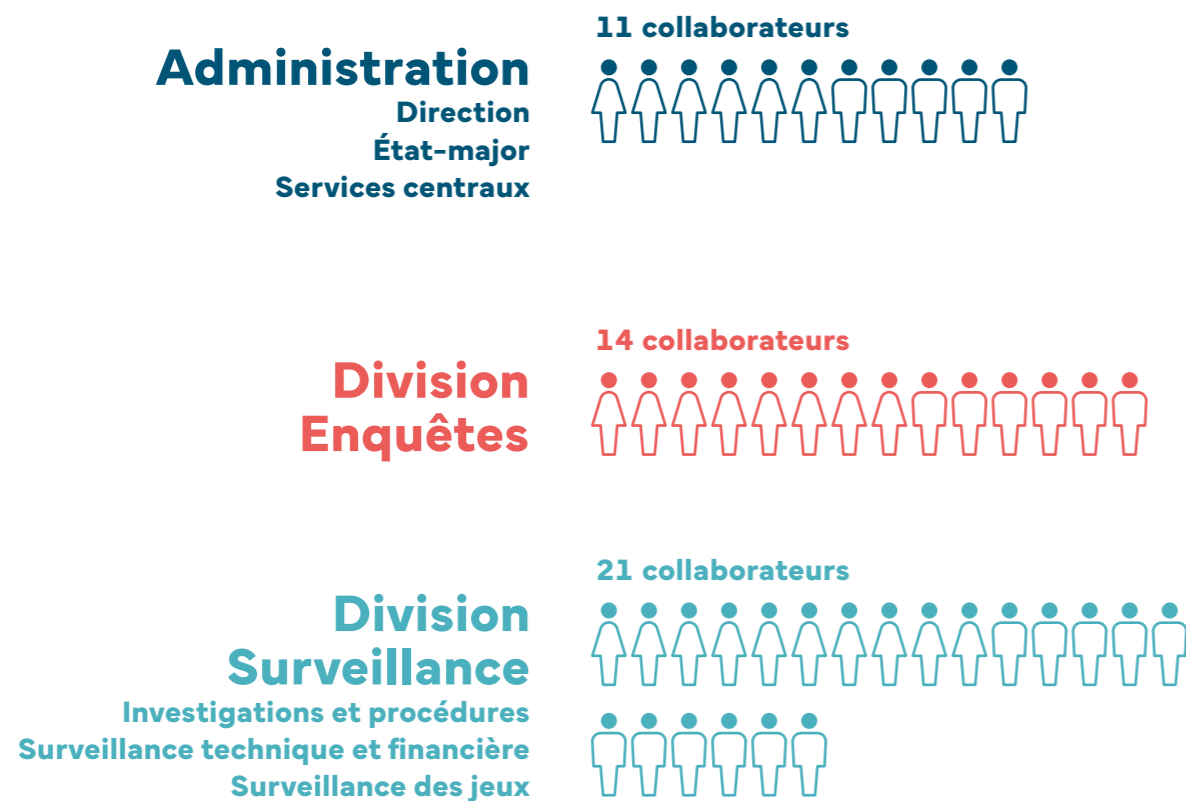 11 collaborateurs
Administration
Direction
État-major
Services centraux
14 collaborateurs
Division
Enquêtes
21 collaborateurs
Division
Surveillance
Investigations et procédures
Surveillance technique et financière
Surveillance des jeux